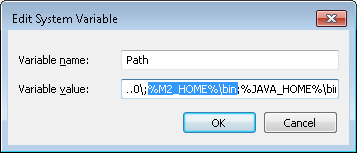 Edit System Variable
Variable name: Path
Variable value: ..0\;%M2_HOME%\bin;%JAVA_HOME%\bi
OK Cancel